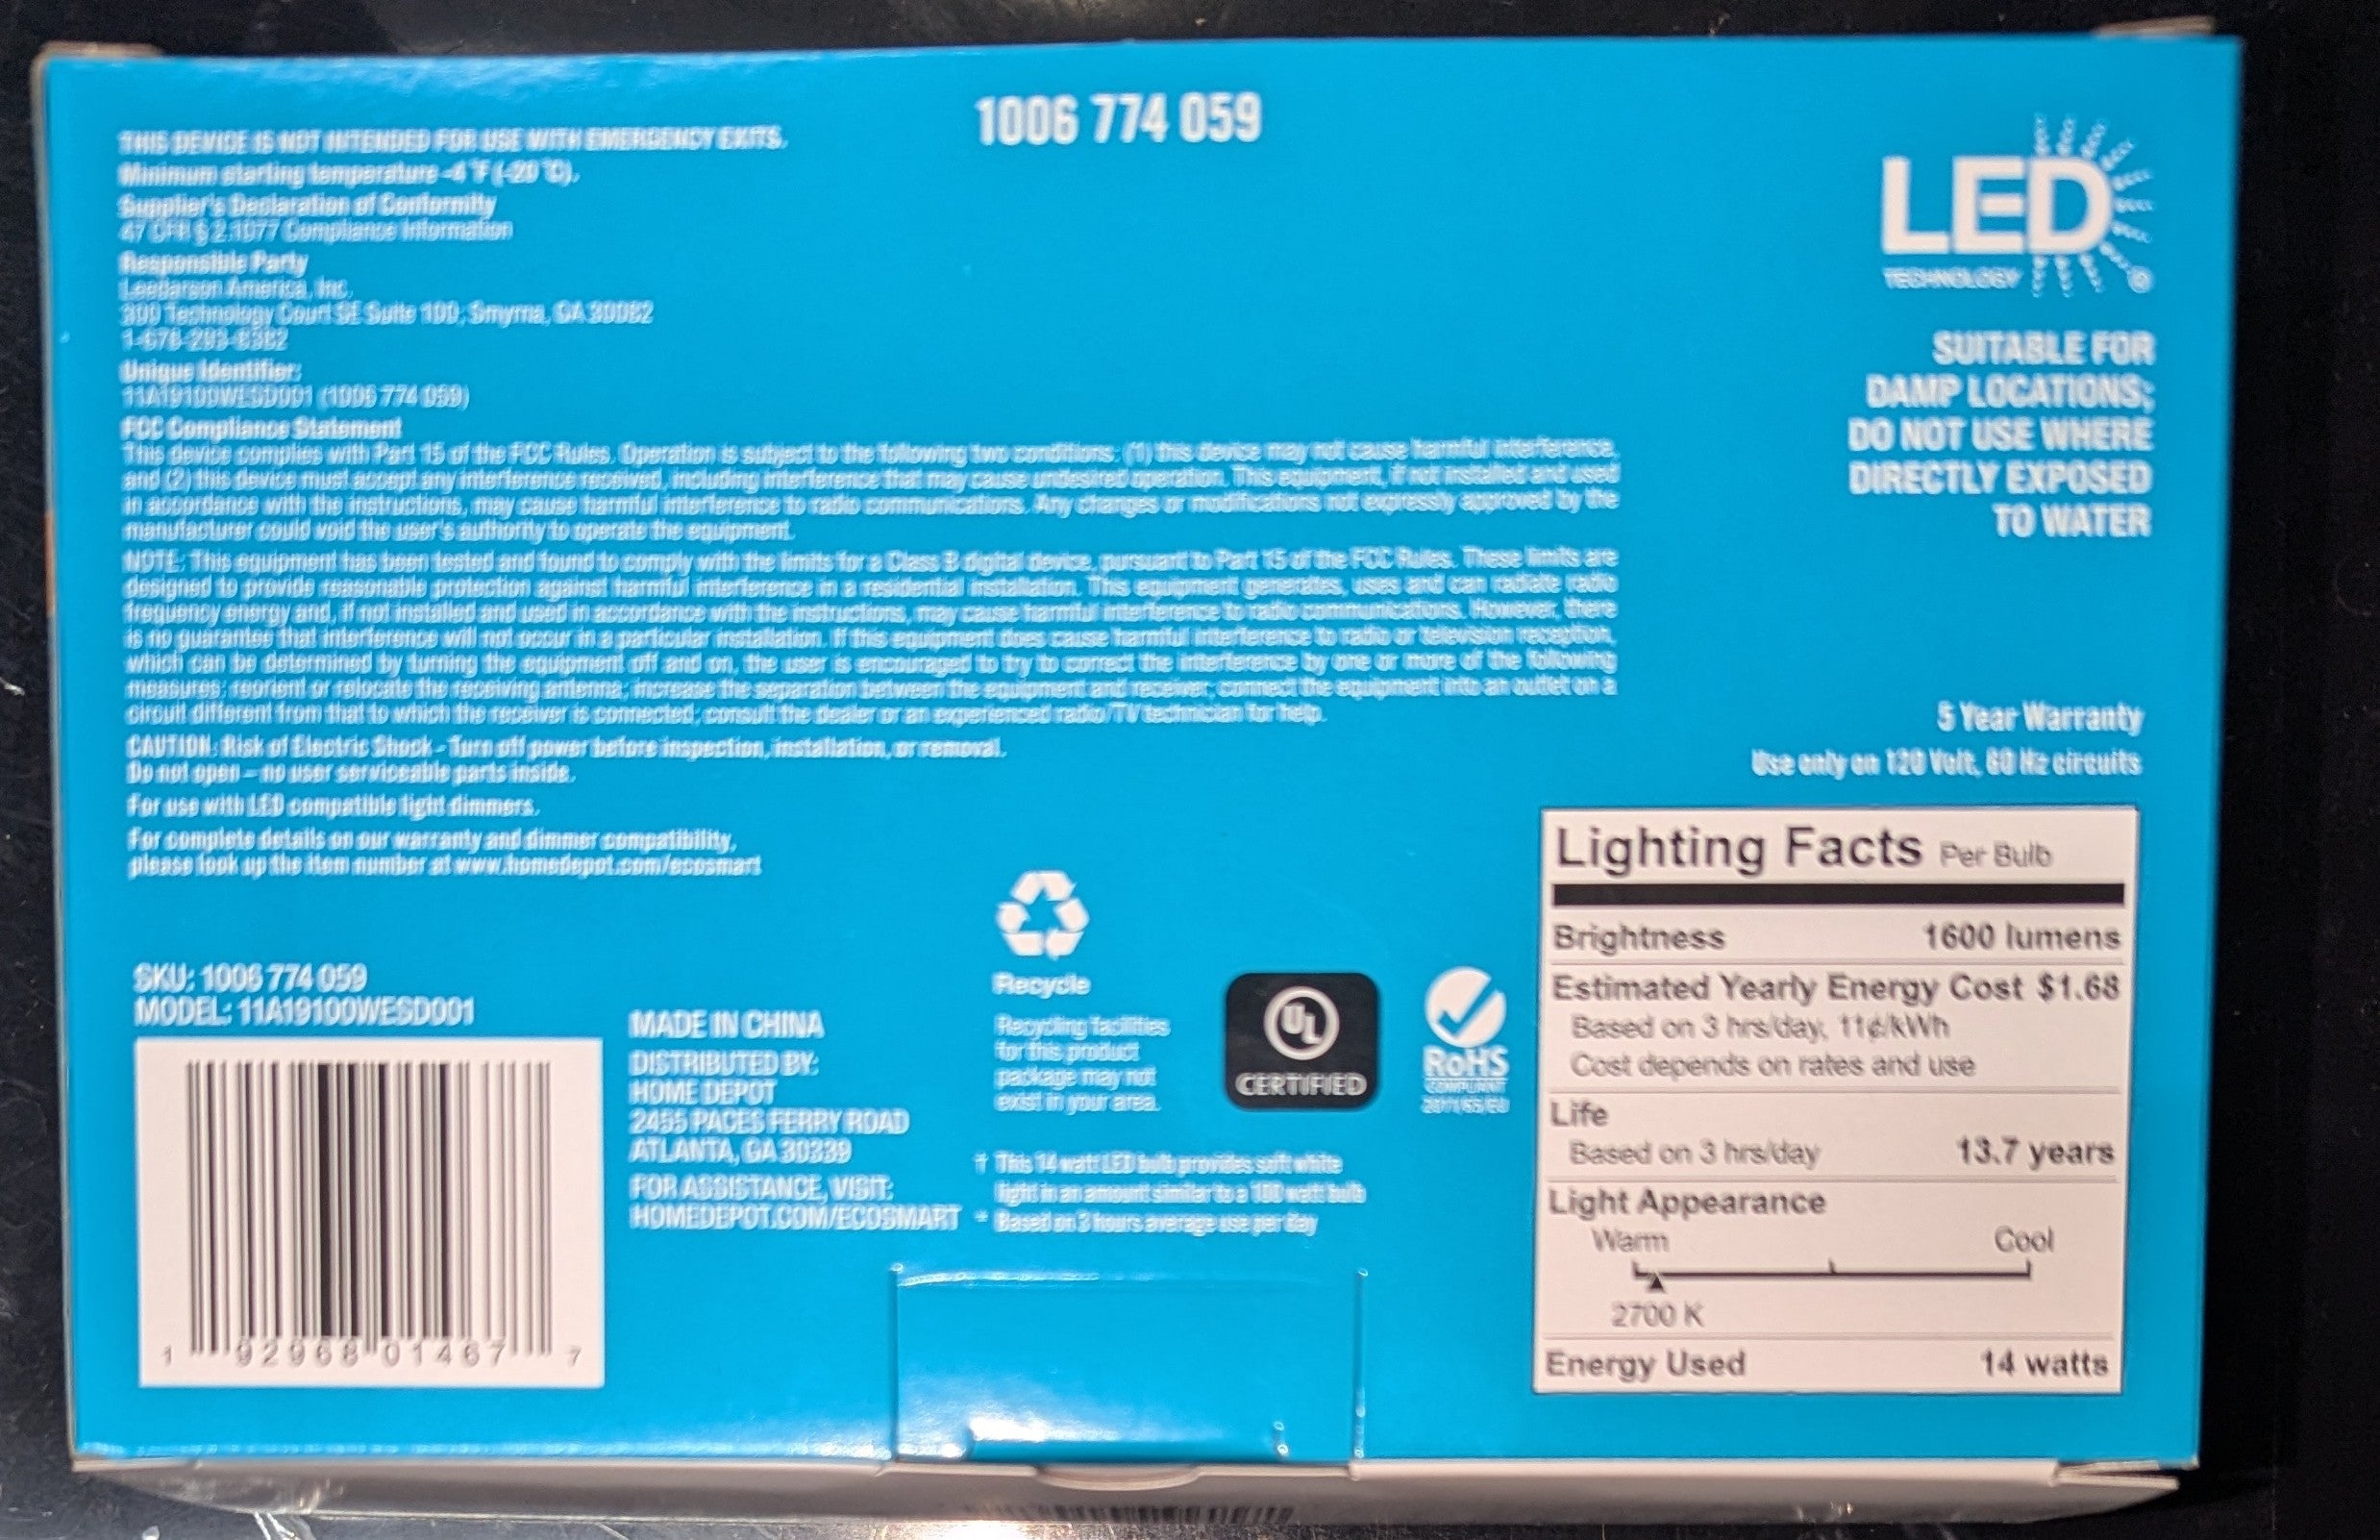 1006 774 059
THIS DEVICE IS NOT INTENDED FOR USE WITH EMERGENCY EXITS.
Minimum starting temperature -4°F (-20°C).
Supplier's Declaration of Conformity
47 CFR § 2.1077 Compliance Information
Responsible Party
Leedarson America, Inc.
300 Technology Court SE Suite 100, Smyrna, GA 30082
1-678-293-8382
Unique Identifier:
11A19100WESD001 (1006 774 059)
FCC Compliance Statement
This device complies with Part 15 of the FCC Rules. Operation is subject to the following two conditions: (1) this device may not cause harmful interference,
and (2) this device must accept any interference received, including interference that may cause undesired operation. This equipment, if not installed and used
in accordance with the instructions, may cause harmful interference to radio communications. Any changes or modifications not expressly approved by the
manufacturer could void the user's authority to operate the equipment.
NOTE: This equipment has been tested and found to comply with the limits for a Class B digital device, pursuant to Part 15 of the FCC Rules. These limits are
designed to provide reasonable protection against harmful interference in a residential installation. This equipment generates, uses and can radiate radio
frequency energy and, if not installed and used in accordance with the instructions, may cause harmful interference to radio communications. However, there
is no guarantee that interference will not occur in a particular installation. If this equipment does cause harmful interference to radio or television reception,
which can be determined by turning the equipment off and on, the user is encouraged to try to correct the interference by one or more of the following
measures: reorient or relocate the receiving antenna, increase the separation between the equipment and receiver, connect the equipment into an outlet on a
circuit different from that to which the receiver is connected, consult the dealer or an experienced radio/TV technician for help.
CAUTION: Risk of Electric Shock - Turn off power before inspection, installation, or removal.
Do not open – no user serviceable parts inside.
For use with LED compatible light dimmers.
For complete details on our warranty and dimmer compatibility,
please look up the item number at www.homedepot.com/ecosmart
SKU: 1006 774 059
MODEL: 11A19100WESD001
1 92968 01467 7
MADE IN CHINA
DISTRIBUTED BY:
HOME DEPOT
2455 PACES FERRY ROAD
ATLANTA, GA 30339
FOR ASSISTANCE, VISIT:
HOMEDEPOT.COM/ECOSMART
Recycle
Recycling facilities
for this product
package may not
exist in your area.
† This 14 watt LED bulb provides soft white
light in an amount similar to a 100 watt bulb
* Based on 3 hours average use per day
UL
CERTIFIED
RoHS
COMPLIANT
2011/65/EU
LED
TECHNOLOGY
®
SUITABLE FOR
DAMP LOCATIONS;
DO NOT USE WHERE
DIRECTLY EXPOSED
TO WATER
5 Year Warranty
Use only on 120 Volt, 60 Hz circuits
Lighting Facts Per Bulb
Brightness 1600 lumens
Estimated Yearly Energy Cost $1.68
Based on 3 hrs/day, 11¢/kWh
Cost depends on rates and use
Life
Based on 3 hrs/day 13.7 years
Light Appearance
Warm Cool
2700 K
Energy Used 14 watts